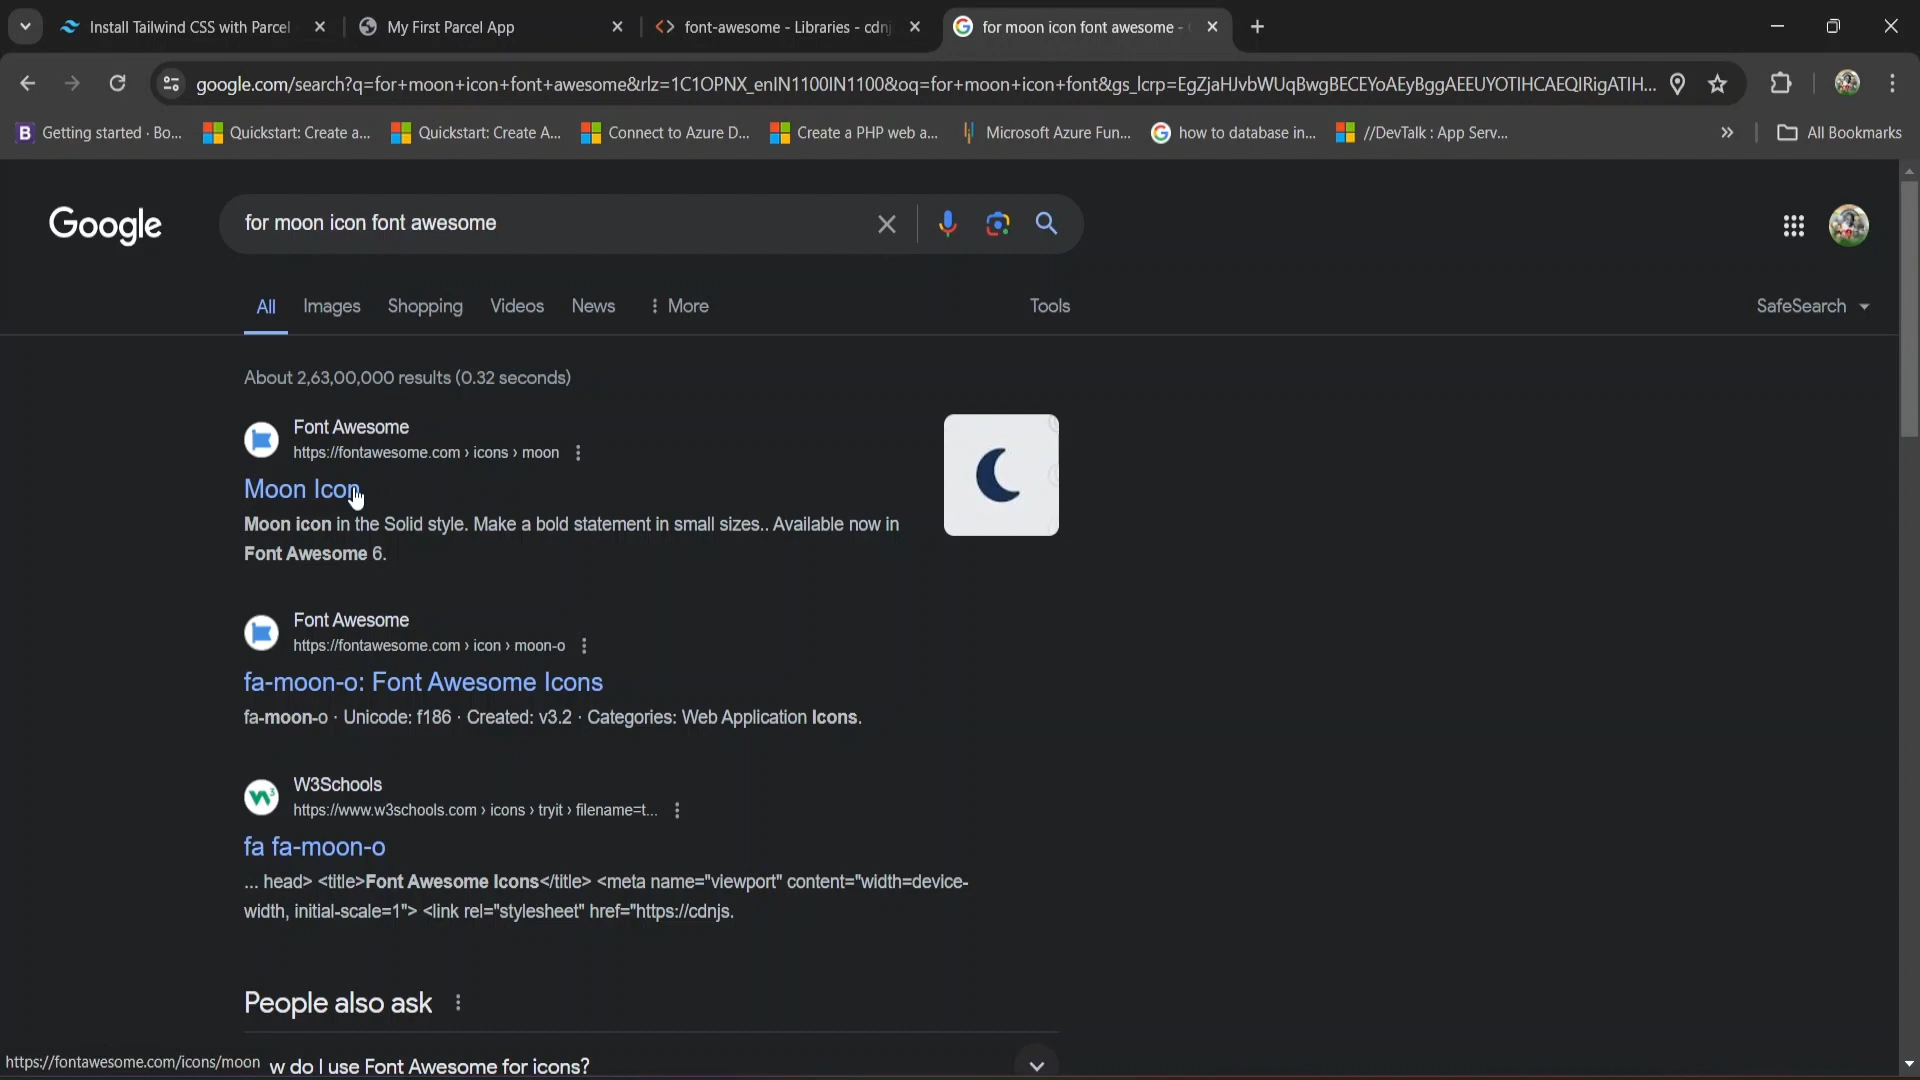 Install Tailwind CSS with Parcel
My First Parcel App
font-awesome - Libraries - cdnj
for moon icon font awesome -
google.com/search?q=for+moon+icon+font+awesome&rlz=1C1OPNX_enIN1100IN1100&oq=for+moon+icon+font&gs_lcrp=EgZjaHJvbWUqBwgBECEYoAEyBggAEEUYOTIHCAEQIRigATIH...
B Getting started · Bo...
Quickstart: Create a...
Quickstart: Create A...
Connect to Azure D...
Create a PHP web a...
Microsoft Azure Fun...
how to database in...
//DevTalk : App Serv...
All Bookmarks
Google
for moon icon font awesome
All Images Shopping Videos News More Tools SafeSearch
About 2,63,00,000 results (0.32 seconds)
Font Awesome
https://fontawesome.com › icons › moon
Moon Icon
Moon icon in the Solid style. Make a bold statement in small sizes.. Available now in
Font Awesome 6.
Font Awesome
https://fontawesome.com › icon › moon-o
fa-moon-o: Font Awesome Icons
fa-moon-o · Unicode: f186 · Created: v3.2 · Categories: Web Application Icons.
W3Schools
https://www.w3schools.com › icons › tryit › filename=t...
fa fa-moon-o
... head> <title>Font Awesome Icons</title> <meta name="viewport" content="width=device-
width, initial-scale=1"> <link rel="stylesheet" href="https://cdnjs.
People also ask
w do I use Font Awesome for icons?
https://fontawesome.com/icons/moon